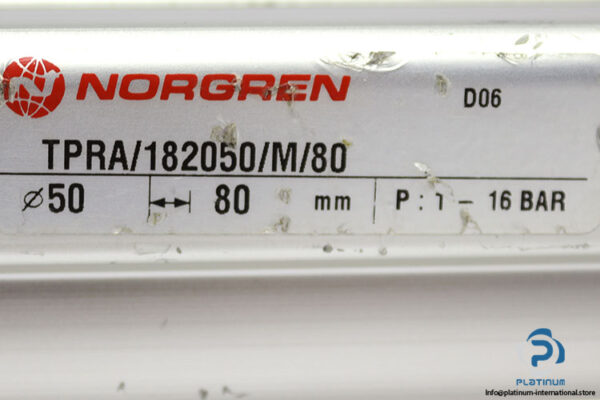 NORGREN
D06
TPRA/182050/M/80
⌀50 80 mm P: 1 – 16 BAR
PLATINUM
info@platinum-international.store